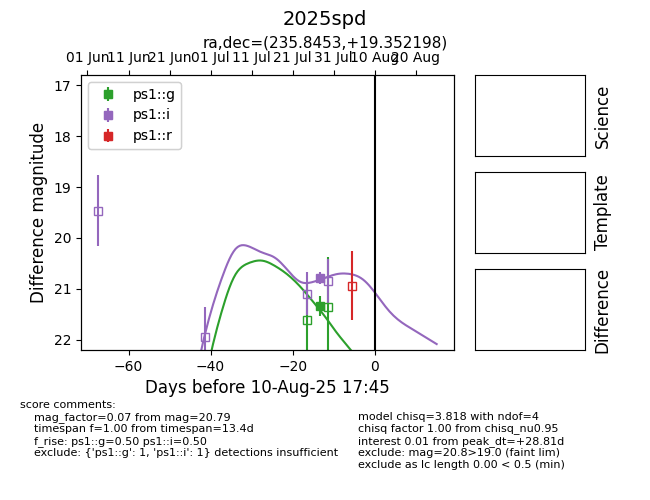 2025spd
ra,dec=(235.8453,+19.352198)
01 Jun 11 Jun 21 Jun 01 Jul 11 Jul 21 Jul 31 Jul 10 Aug 20 Aug
17
18
19
20
21
22
Difference magnitude
ps1::g
ps1::i
ps1::r
−60 −40 −20 0
Days before 10-Aug-25 17:45
Science
Template
Difference
score comments:
mag_factor=0.07 from mag=20.79
timespan f=1.00 from timespan=13.4d
f_rise: ps1::g=0.50 ps1::i=0.50
exclude: {'ps1::g': 1, 'ps1::i': 1} detections insufficient
model chisq=3.818 with ndof=4
chisq factor 1.00 from chisq_nu0.95
interest 0.01 from peak_dt=+28.81d
exclude: mag=20.8>19.0 (faint lim)
exclude as lc length 0.00 < 0.5 (min)